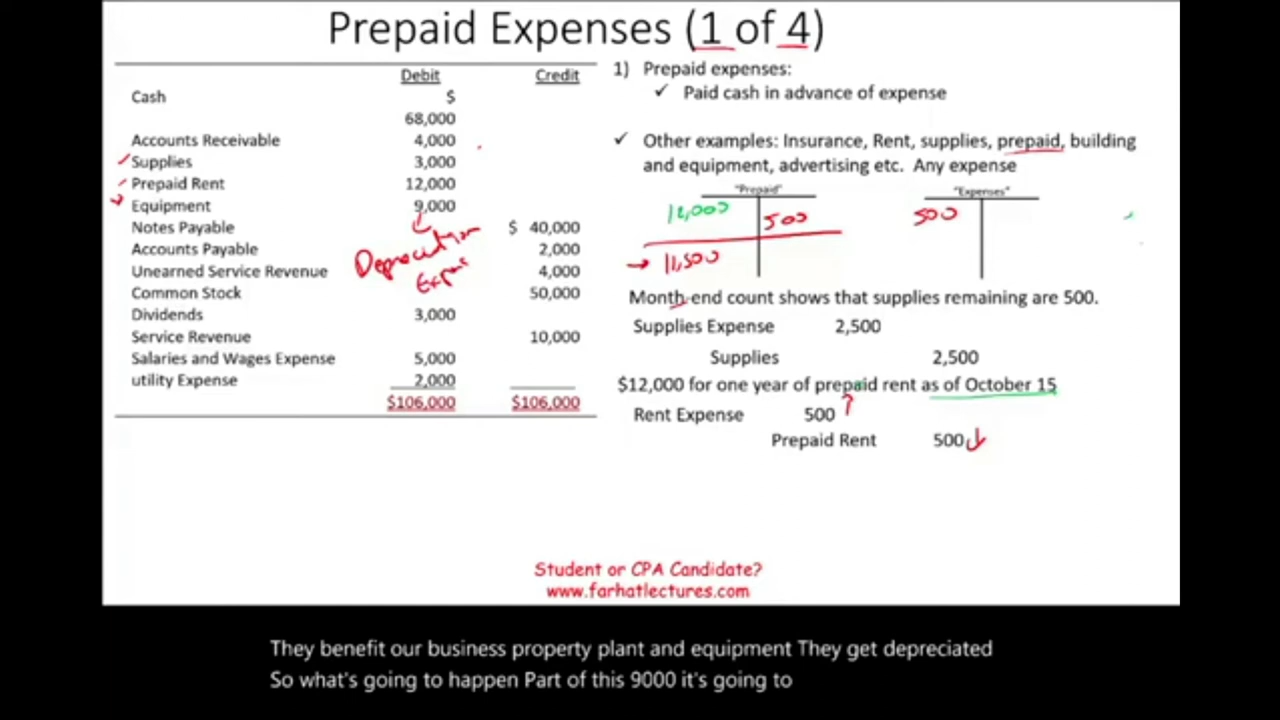 Prepaid Expenses (1 of 4)
Debit Credit
Cash $
68,000
Accounts Receivable 4,000
Supplies 3,000
Prepaid Rent 12,000
Equipment 9,000
Notes Payable $ 40,000
Accounts Payable 2,000
Unearned Service Revenue 4,000
Common Stock 50,000
Dividends 3,000
Service Revenue 10,000
Salaries and Wages Expense 5,000
utility Expense 2,000
$106,000 $106,000
Depreciation
1) Prepaid expenses:
✓ Paid cash in advance of expense
✓ Other examples: Insurance, Rent, supplies, prepaid, building
and equipment, advertising etc. Any expense
"Prepaid" "Expenses"
12,000 500 500
11,500
Month-end count shows that supplies remaining are 500.
Supplies Expense 2,500
Supplies 2,500
$12,000 for one year of prepaid rent as of October 15
Rent Expense 500
Prepaid Rent 500
Student or CPA Candidate?
www.farhatlectures.com
They benefit our business property plant and equipment They get depreciated
So what's going to happen Part of this 9000 it's going to